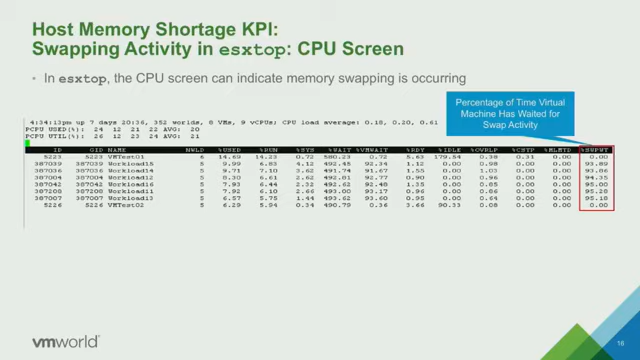 Host Memory Shortage KPI:
Swapping Activity in esxtop: CPU Screen
• In esxtop, the CPU screen can indicate memory swapping is occurring
Percentage of Time Virtual
Machine Has Waited for
Swap Activity
4:34:13pm up 7 days 20:36, 352 worlds, 8 VMs, 9 vCPUs; CPU load average: 0.18, 0.20, 0.61
PCPU USED(%): 24 12 21 22 AVG: 20
PCPU UTIL(%): 26 12 23 24 AVG: 21
ID GID NAME NWLD %USED %RUN %SYS %WAIT %VMWAIT %RDY %IDLE %OVRLP %CSTP %MLMTD %SWPWT
5223 5223 VMTest01 6 14.69 14.23 0.72 580.23 0.72 5.63 179.54 0.38 0.31 0.00 0.00
387039 387039 Workload15 5 9.99 6.83 4.12 492.45 92.34 1.12 0.00 0.98 0.00 0.00 93.89
387036 387036 Workload14 5 9.71 7.10 3.62 491.74 91.67 1.55 0.00 1.03 0.00 0.00 93.86
387004 387004 Workload12 5 8.30 6.61 2.62 492.81 92.77 0.90 0.00 0.96 0.00 0.00 94.35
387042 387042 Workload16 5 7.93 6.44 2.32 492.62 92.48 1.35 0.00 0.85 0.00 0.00 95.00
387208 387208 Workload11 5 7.92 6.10 2.66 493.00 93.17 1.26 0.00 0.86 0.00 0.00 95.28
387007 387007 Workload13 5 6.29 5.75 1.44 493.62 93.60 0.95 0.00 0.64 0.00 0.00 95.18
5226 5226 VMTest02 5 6.29 5.94 0.34 490.79 0.36 3.66 90.33 0.08 0.00 0.00 0.00
vmworld
16